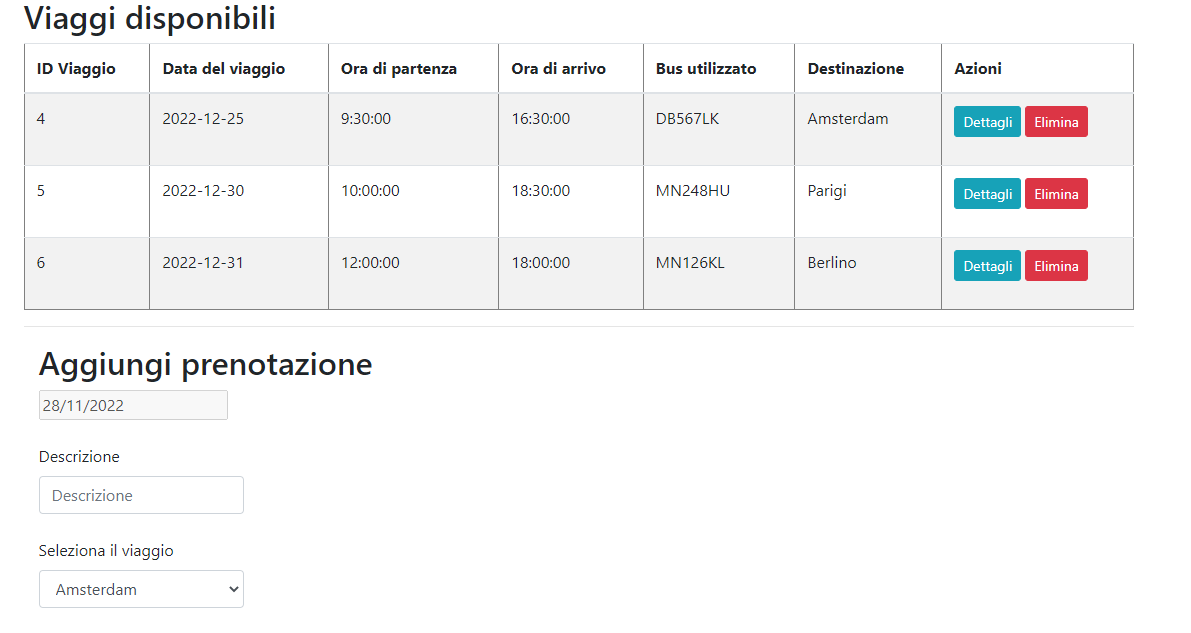 Viaggi disponibili
ID Viaggio Data del viaggio Ora di partenza Ora di arrivo Bus utilizzato Destinazione Azioni
4 2022-12-25 9:30:00 16:30:00 DB567LK Amsterdam Dettagli Elimina
5 2022-12-30 10:00:00 18:30:00 MN248HU Parigi Dettagli Elimina
6 2022-12-31 12:00:00 18:00:00 MN126KL Berlino Dettagli Elimina
Aggiungi prenotazione
28/11/2022
Descrizione
Descrizione
Seleziona il viaggio
Amsterdam